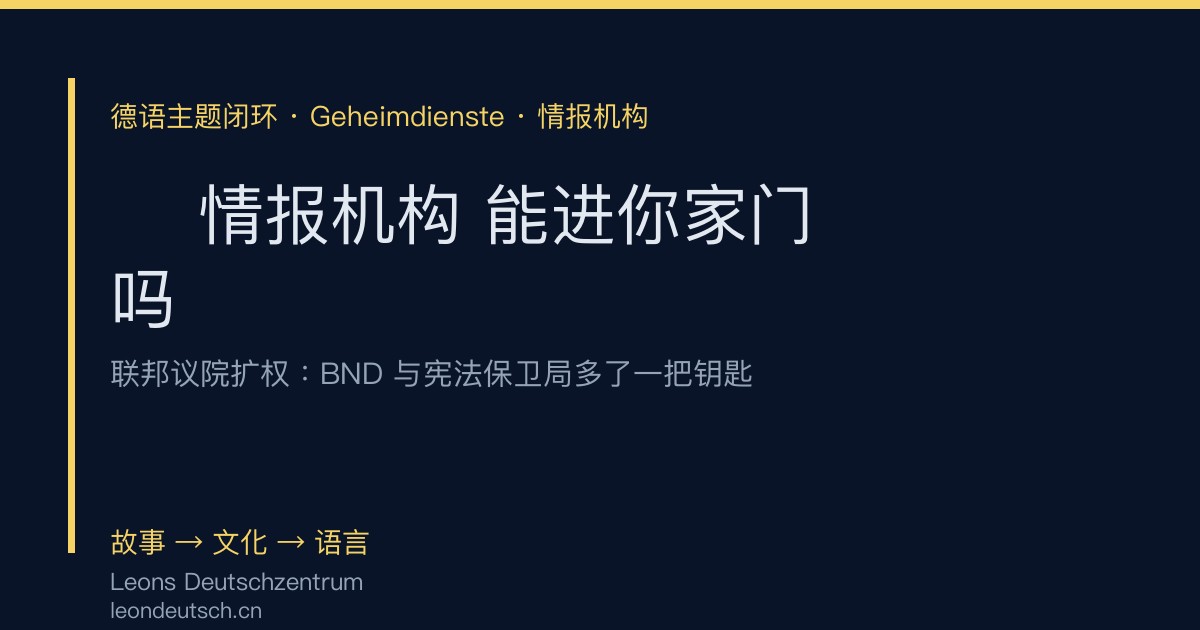 德语主题闭环 · Geheimdienste · 情报机构
情报机构 能进你家门
吗
联邦议院扩权：BND 与宪法保卫局多了一把钥匙
故事 → 文化 → 语言
Leons Deutschzentrum
leondeutsch.cn